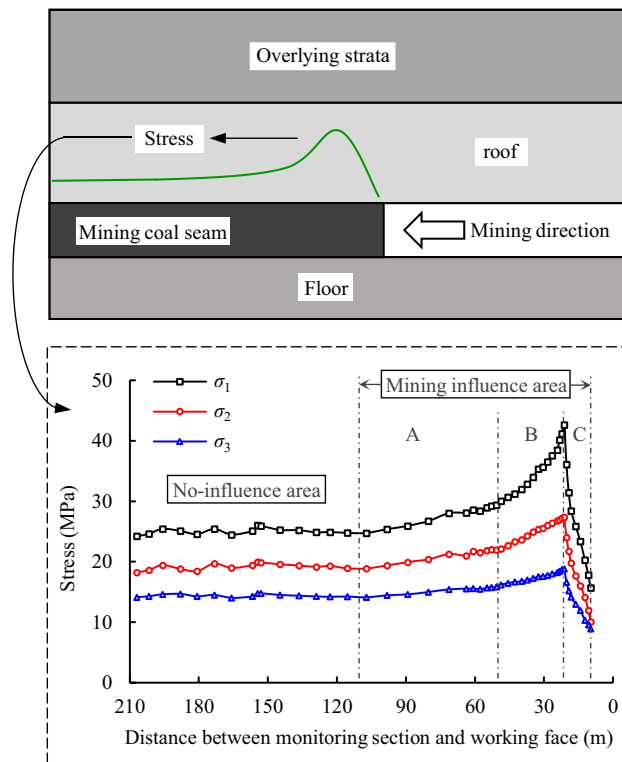 Overlying strata
Stress
roof
Mining coal seam
Mining direction
Floor
50
40
30
20
10
0
Stress (MPa)
σ1
σ2
σ3
Mining influence area
A
B
C
No-influence area
210
180
150
120
90
60
30
0
Distance between monitoring section and working face (m)